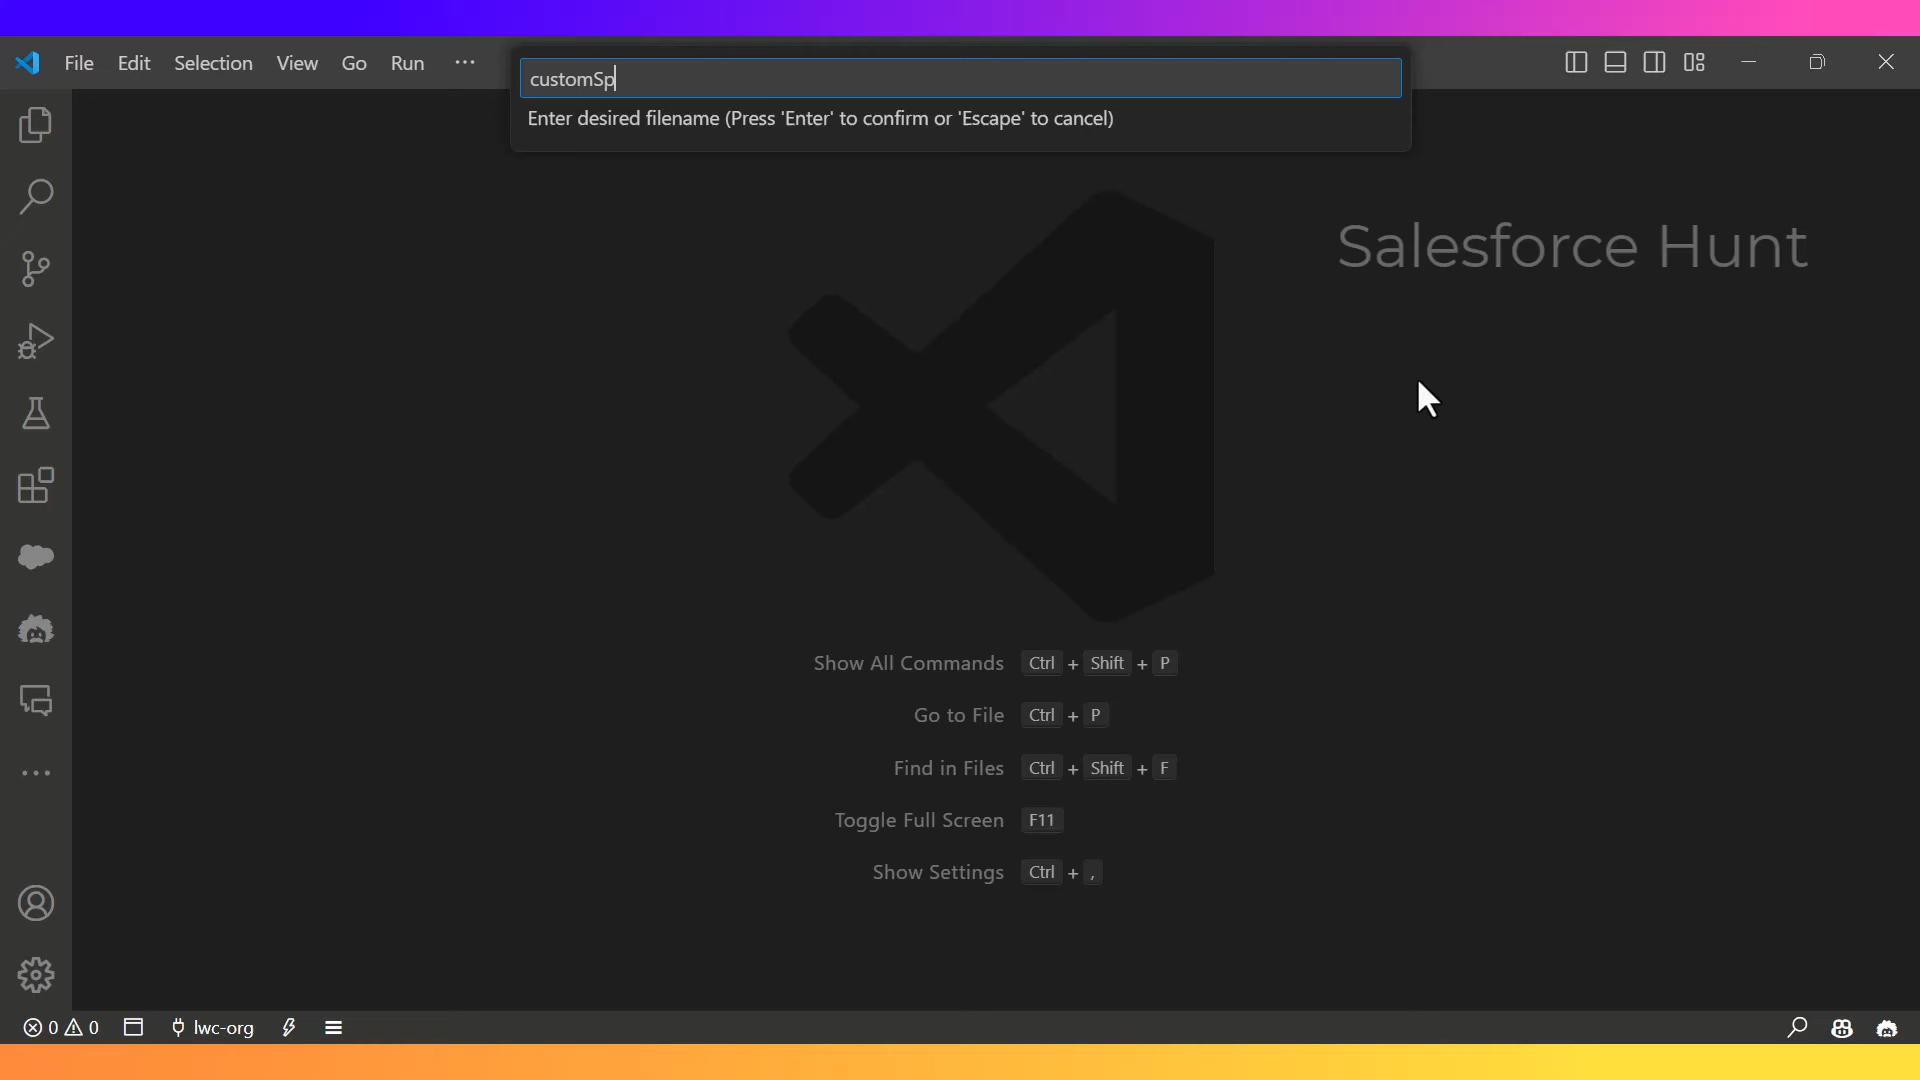 File Edit Selection View Go Run ...
customSp
Enter desired filename (Press 'Enter' to confirm or 'Escape' to cancel)
Salesforce Hunt
Show All Commands Ctrl + Shift + P
Go to File Ctrl + P
Find in Files Ctrl + Shift + F
Toggle Full Screen F11
Show Settings Ctrl + ,
0 0 lwc-org